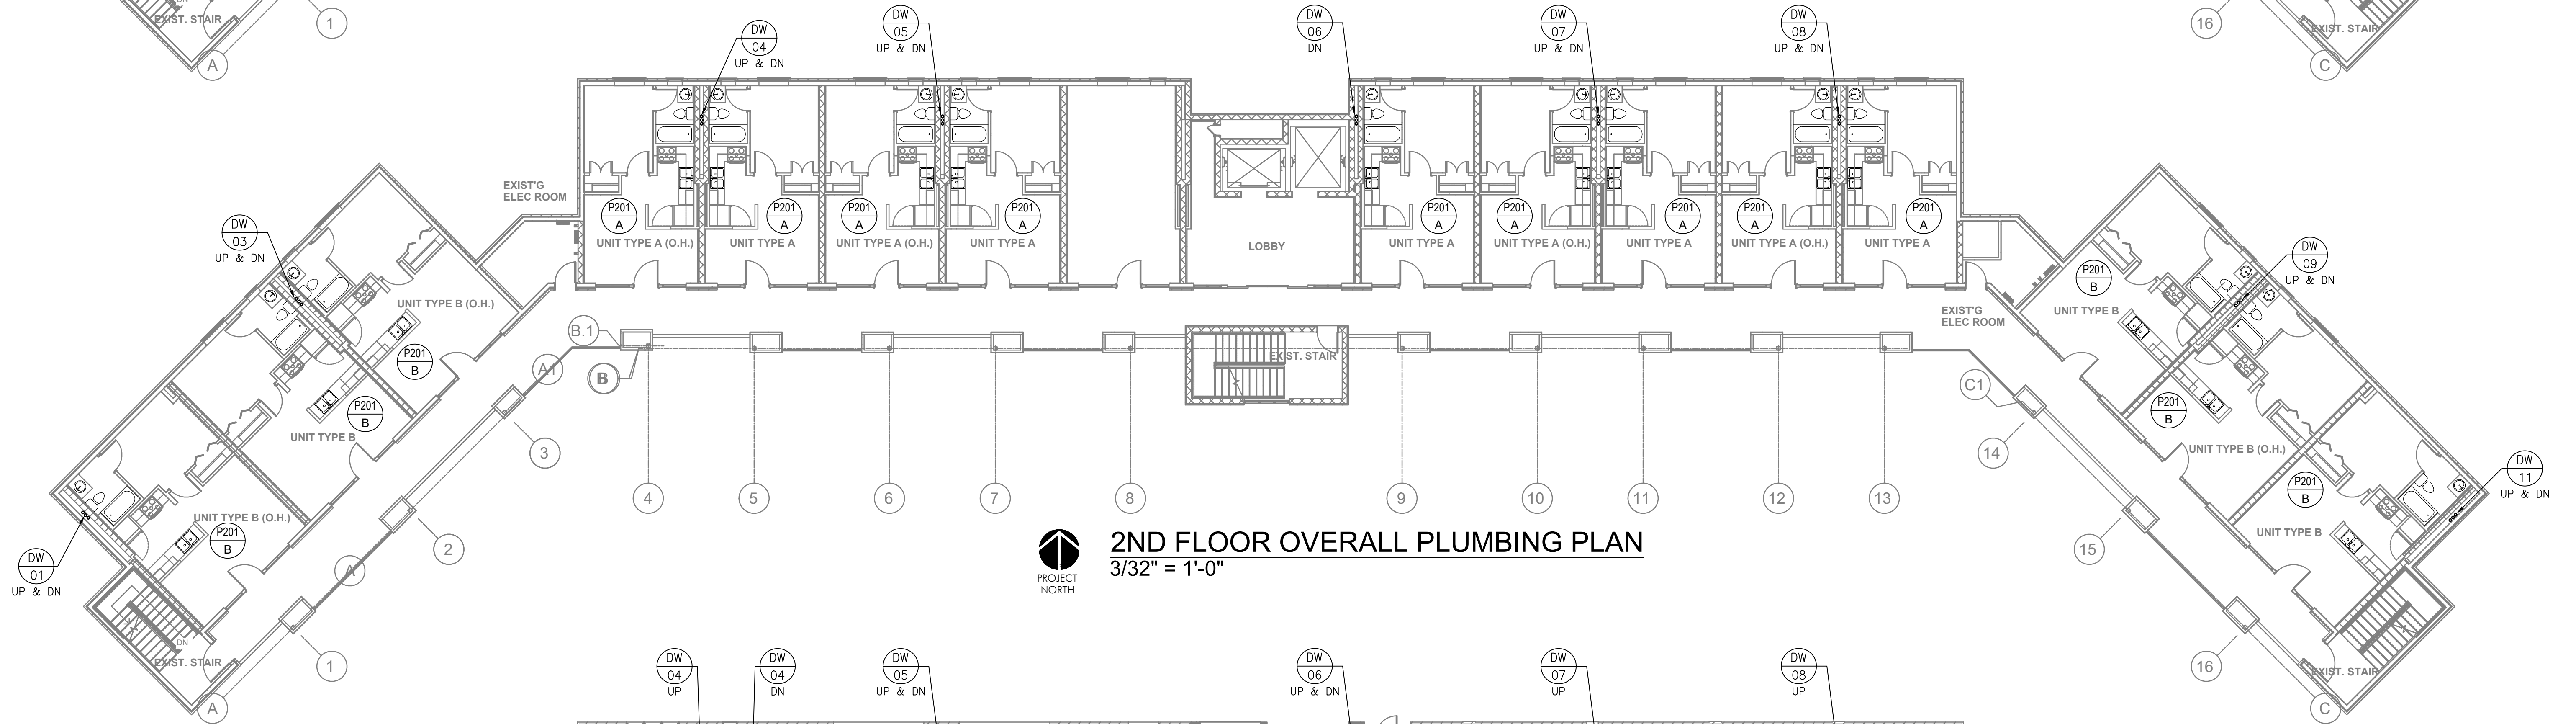 DN
EXIST. STAIR
1
A
DW
04
UP & DN
DW
05
UP & DN
DW
06
DN
DW
07
UP & DN
DW
08
UP & DN
16
EXIST. STAIR
C
EXIST'G
ELEC ROOM
DW
03
UP & DN
P201
A
UNIT TYPE A (O.H.)
P201
A
UNIT TYPE A
P201
A
UNIT TYPE A (O.H.)
P201
A
UNIT TYPE A
LOBBY
P201
A
UNIT TYPE A
P201
A
UNIT TYPE A (O.H.)
P201
A
UNIT TYPE A
P201
A
UNIT TYPE A (O.H.)
P201
A
UNIT TYPE A
DW
09
UP & DN
P201
B
UNIT TYPE B
UNIT TYPE B (O.H.)
P201
B
B.1
A1
B
EXIST. STAIR
EXIST'G
ELEC ROOM
C1
P201
B
UNIT TYPE B
P201
B
UNIT TYPE B (O.H.)
3
14
4
5
6
7
8
9
10
11
12
13
P201
B
UNIT TYPE B
DW
11
UP & DN
UNIT TYPE B (O.H.)
P201
B
2
15
A
DW
01
UP & DN
PROJECT
NORTH
2ND FLOOR OVERALL PLUMBING PLAN
3/32" = 1'-0"
DN
EXIST. STAIR
1
A
DW
04
UP
DW
04
DN
DW
05
UP & DN
DW
06
UP & DN
DW
07
UP
DW
08
UP
16
EXIST. STAIR
C